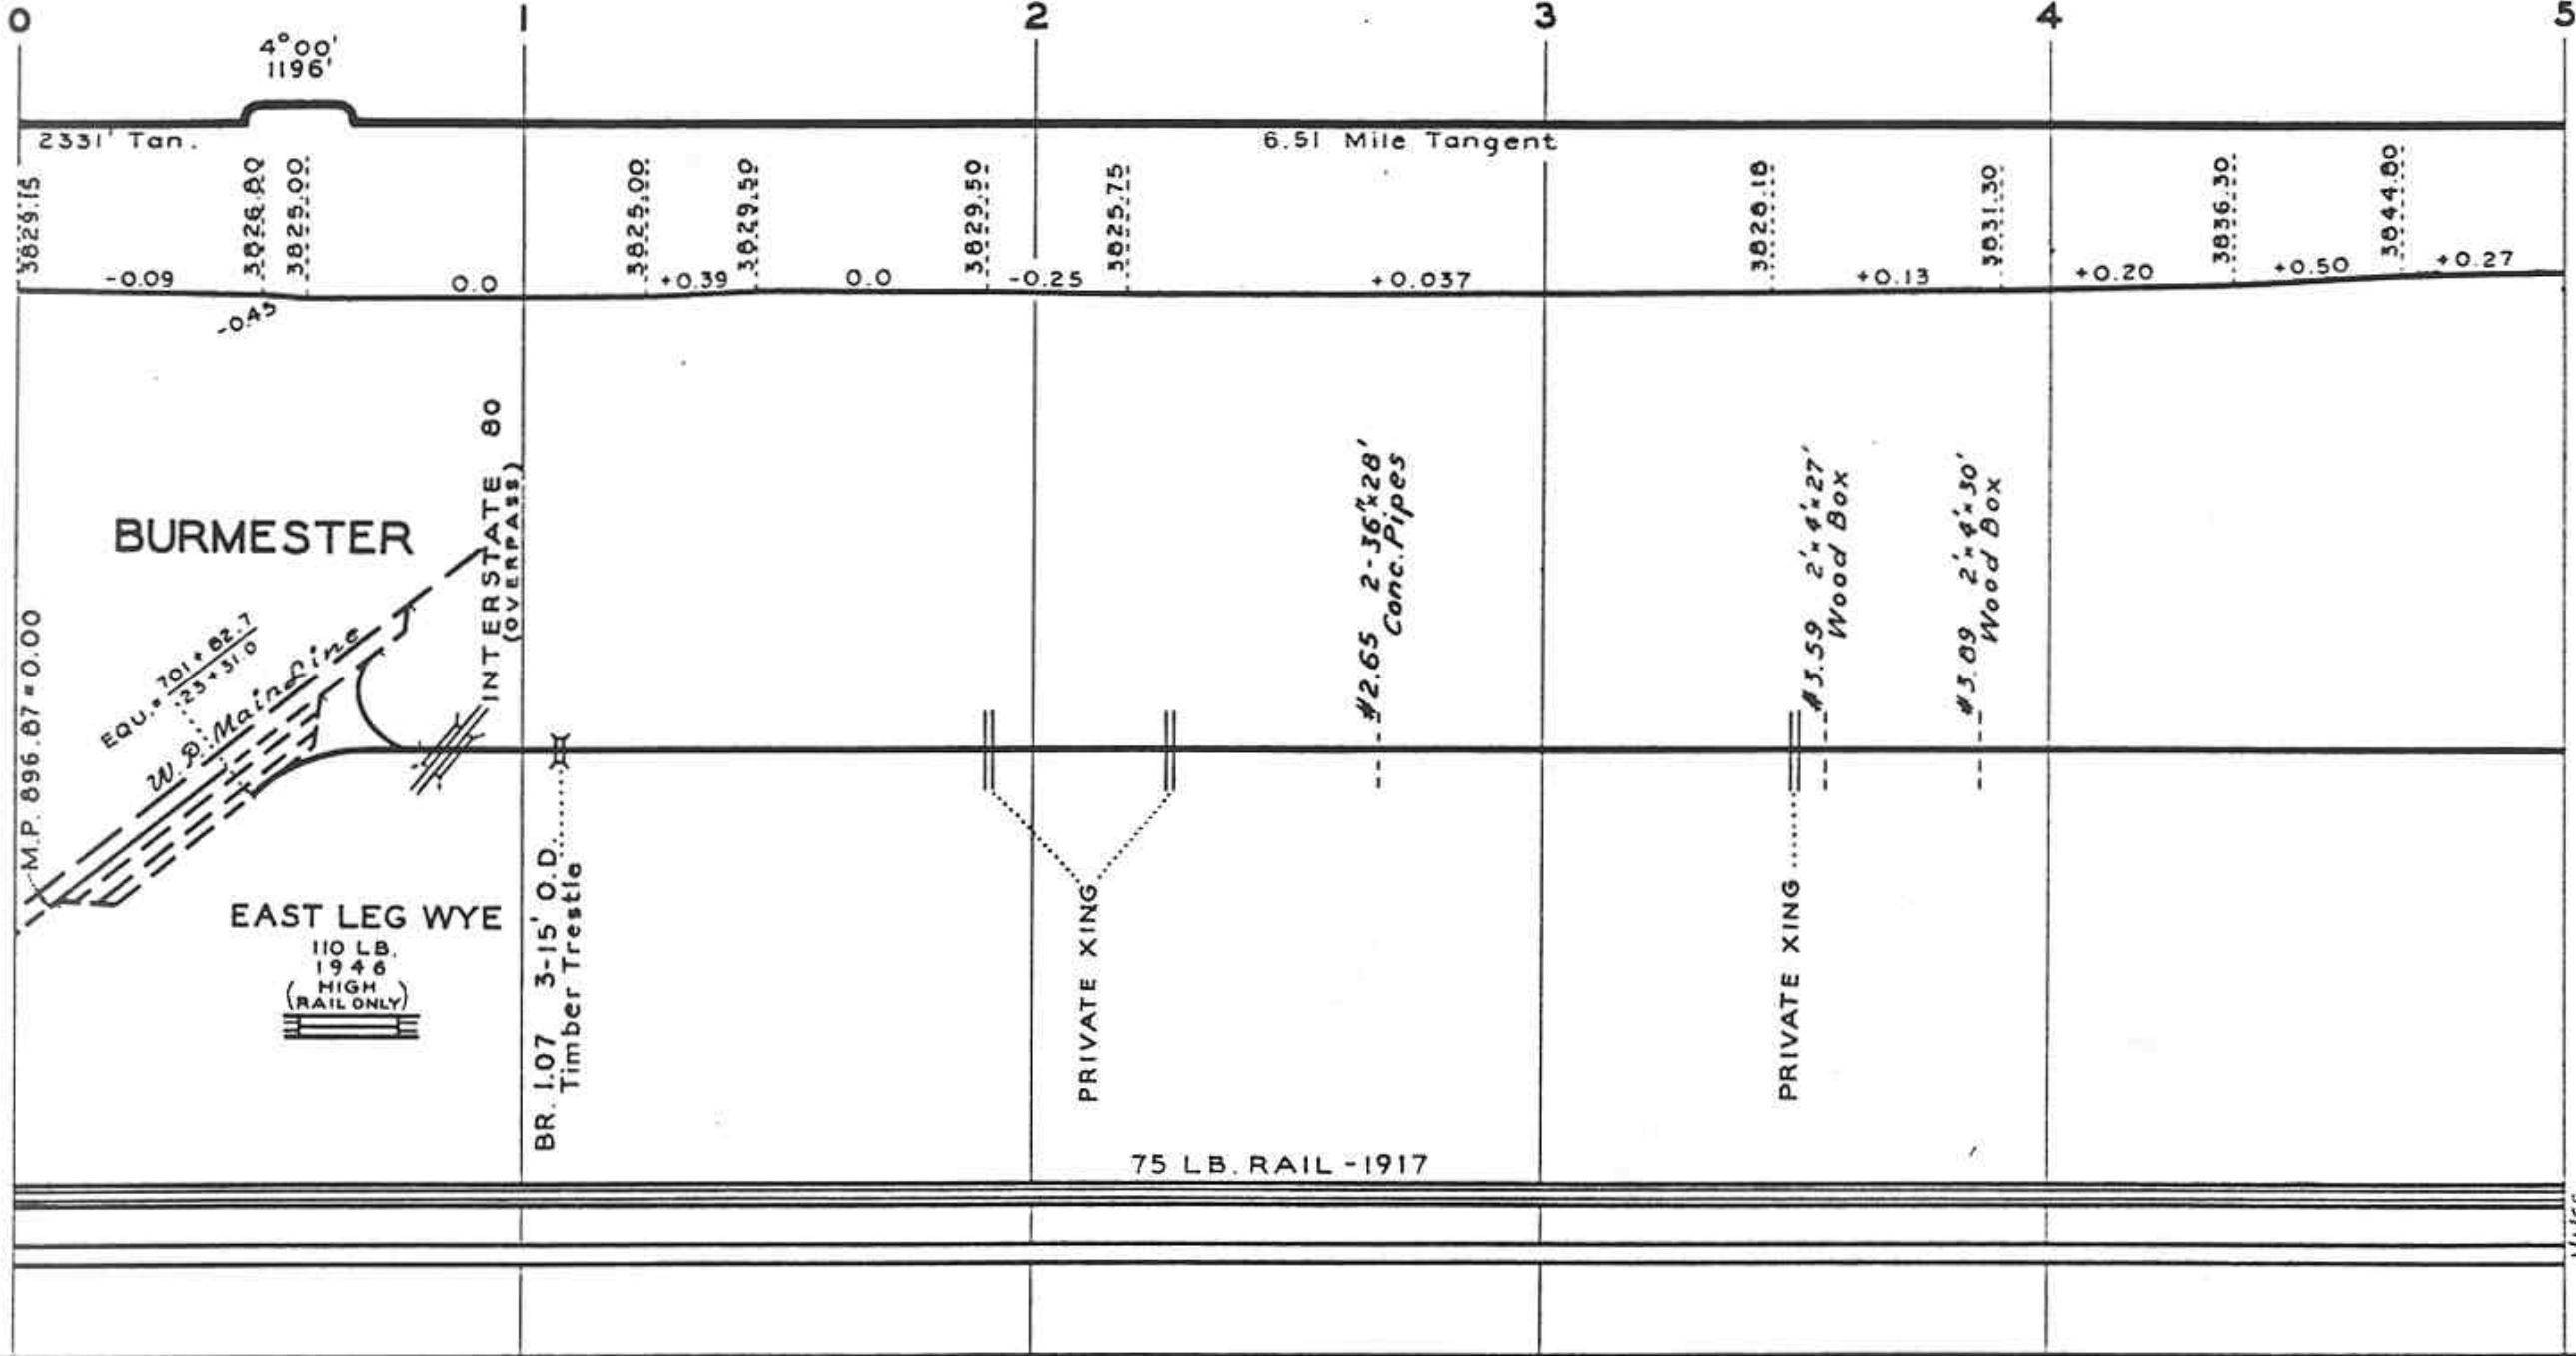 0 1 2 3 4 5
4°00'
1196'
2331' Tan.
6.51 Mile Tangent
3829.15
3826.80
3825.00
3825.00
3829.50
3829.50
3825.75
3828.18
3831.30
3836.30
3844.80
-0.09
-0.45
0.0
+0.39
0.0
-0.25
+0.037
+0.13
+0.20
+0.50
+0.27
BURMESTER
INTERSTATE 80
(OVERPASS)
M.P. 896.87 = 0.00
EQU. = 701 + 82.7
23 + 31.0
W. P. Main Line
#2.65 2-36"x28'
Conc. Pipes
#3.59 2'x4'x27'
Wood Box
#3.89 2'x4'x30'
Wood Box
EAST LEG WYE
110 LB.
1946
(HIGH
RAIL ONLY)
BR. 1.07 3-15' O.D.
Timber Trestle
PRIVATE XING
PRIVATE XING
75 LB. RAIL - 1917